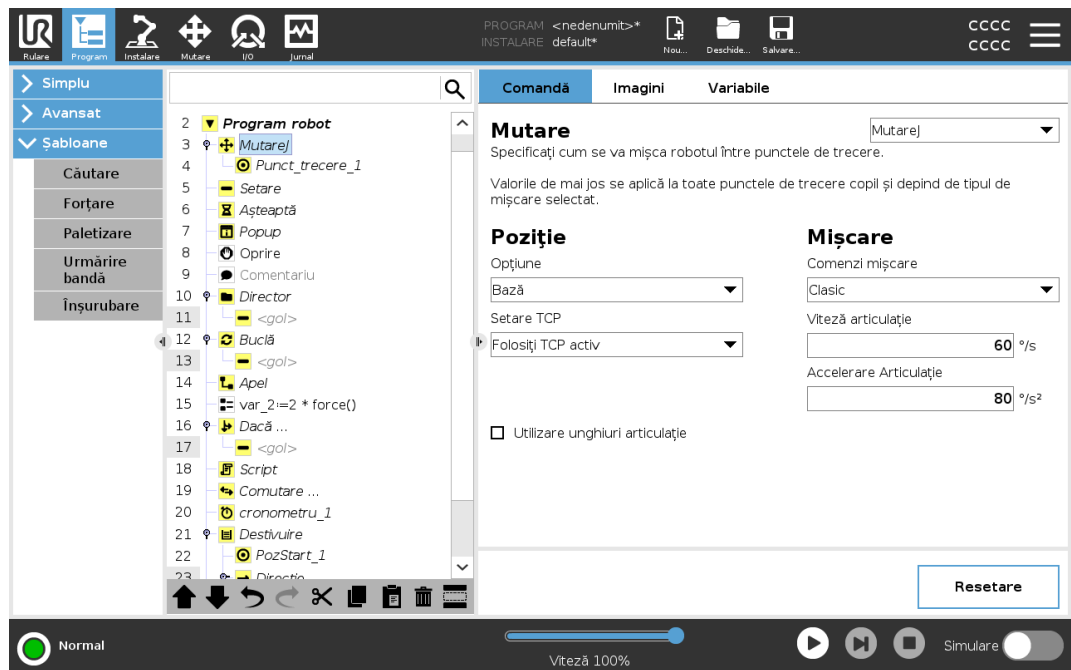 UR
Rulare
Program
Instalare
Mutare
I/O
Jurnal
PROGRAM <nedenumit>*
INSTALARE default*
Nou...
Deschide...
Salvare...
CCCC
CCCC
Simplu
Avansat
Șabloane
Căutare
Forțare
Paletizare
Urmărire
bandă
Înșurubare
2 Program robot
3 MutareJ
4 Punct_trecere_1
5 Setare
6 Așteaptă
7 Popup
8 Oprire
9 Comentariu
10 Director
11 <gol>
12 Buclă
13 <gol>
14 Apel
15 var_2:=2 * force()
16 Dacă ...
17 <gol>
18 Script
19 Comutare ...
20 cronometru_1
21 Destivuire
22 PozStart_1
23 Direcție
Comandă
Imagini
Variabile
Mutare
MutareJ
Specificați cum se va mișca robotul între punctele de trecere.
Valorile de mai jos se aplică la toate punctele de trecere copil și depind de tipul de
mișcare selectat.
Poziție
Opțiune
Bază
Setare TCP
Folosiți TCP activ
Utilizare unghiuri articulație
Mișcare
Comenzi mișcare
Clasic
Viteză articulație
60 °/s
Accelerare Articulație
80 °/s²
Resetare
Normal
Viteză 100%
Simulare